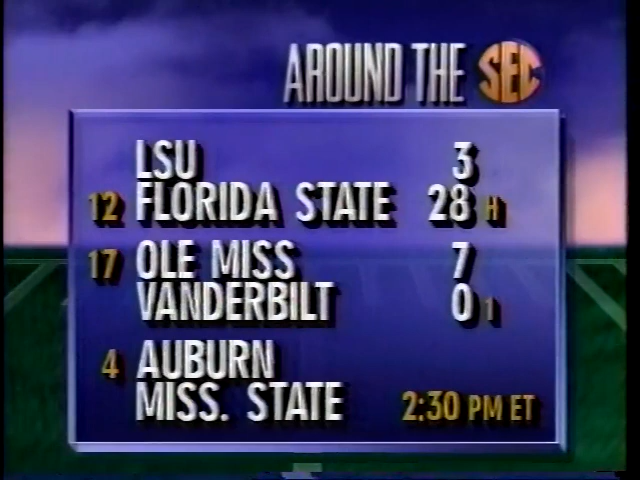 AROUND THE SEC
LSU 3
12 FLORIDA STATE 28 H
17 OLE MISS 7
VANDERBILT 0 1
4 AUBURN
MISS. STATE 2:30 PM ET